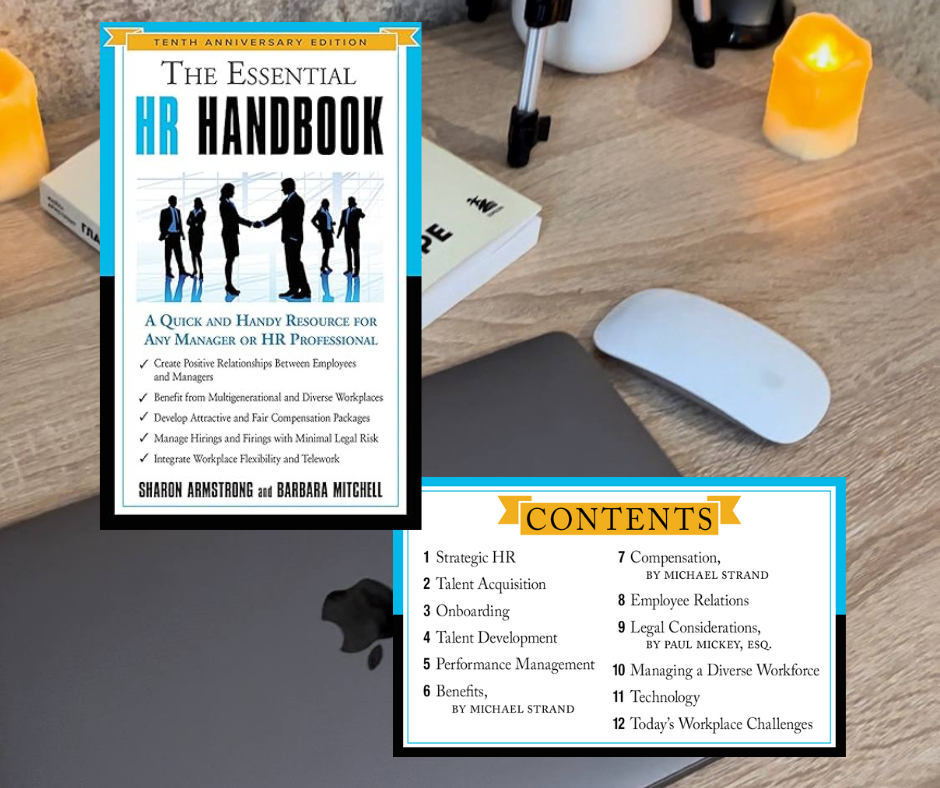 TENTH ANNIVERSARY EDITION
THE ESSENTIAL
HR HANDBOOK
A QUICK AND HANDY RESOURCE FOR
ANY MANAGER OR HR PROFESSIONAL
✓ Create Positive Relationships Between Employees
and Managers
✓ Benefit from Multigenerational and Diverse Workplaces
✓ Develop Attractive and Fair Compensation Packages
✓ Manage Hirings and Firings with Minimal Legal Risk
✓ Integrate Workplace Flexibility and Telework
SHARON ARMSTRONG and BARBARA MITCHELL
CONTENTS
1 Strategic HR
2 Talent Acquisition
3 Onboarding
4 Talent Development
5 Performance Management
6 Benefits,
BY MICHAEL STRAND
7 Compensation,
BY MICHAEL STRAND
8 Employee Relations
9 Legal Considerations,
BY PAUL MICKEY, ESQ.
10 Managing a Diverse Workforce
11 Technology
12 Today's Workplace Challenges